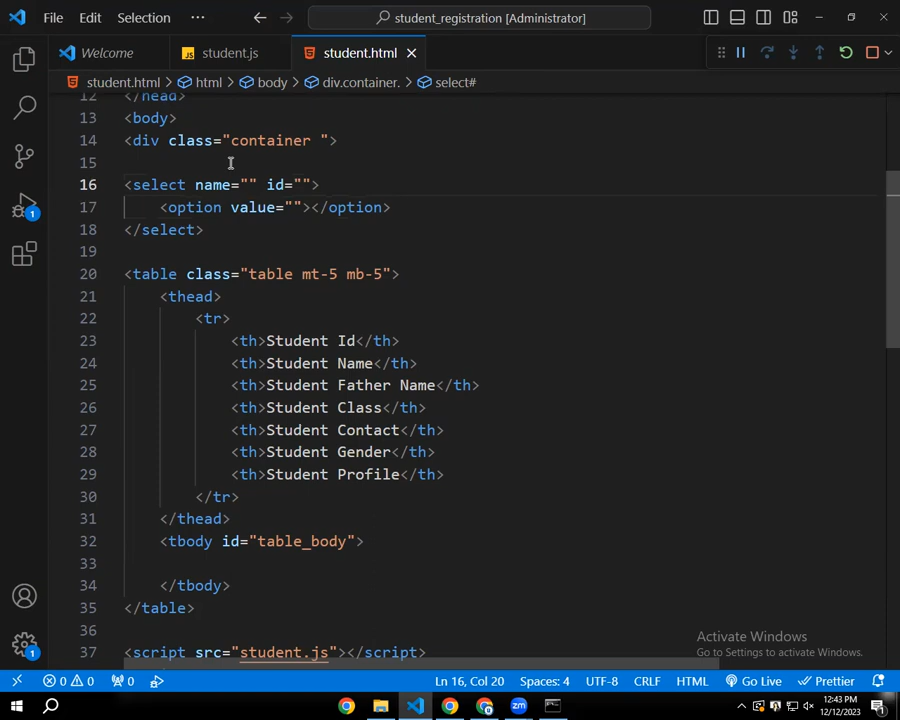 File Edit Selection ··· student_registration [Administrator]
Welcome student.js student.html
student.html > html > body > div.container. > select#
12 </head>
13 <body>
14 <div class="container ">
15
16 <select name="" id="">
17 <option value=""></option>
18 </select>
19
20 <table class="table mt-5 mb-5">
21 <thead>
22 <tr>
23 <th>Student Id</th>
24 <th>Student Name</th>
25 <th>Student Father Name</th>
26 <th>Student Class</th>
27 <th>Student Contact</th>
28 <th>Student Gender</th>
29 <th>Student Profile</th>
30 </tr>
31 </thead>
32 <tbody id="table_body">
33
34 </tbody>
35 </table>
36
37 <script src="student.js"></script>
1
1
Activate Windows
Go to Settings to activate Windows.
0 0 0 Ln 16, Col 20 Spaces: 4 UTF-8 CRLF HTML Go Live Prettier
zm 12:43 PM
12/12/2023